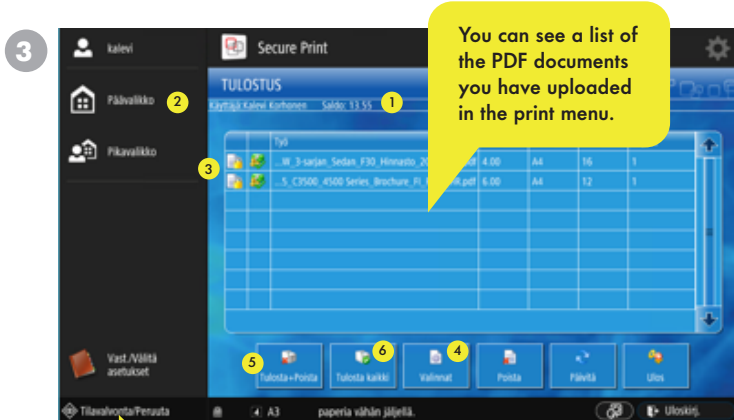 3
kalevi
Secure Print
You can see a list of
the PDF documents
you have uploaded
in the print menu.
TULOSTUS
Käyttäjä:Kalevi Korhonen Saldo: 13.55 1
Päävalikko 2
Pikavalikko
Työ
3
...W_3-sarjan_Sedan_F30_Hinnasto_20 pdf 4.00 A4 16 1
...5_C3500_4500 Series_Brochure_FI_ R.pdf 6.00 A4 12 1
5 6 4
Vast./Välitä
asetukset
Tulosta+Poista Tulosta kaikki Valinnat Poista Päivitä Ulos
Tilavalvonta/Peruuta A3 paperia vähän jäljellä. Uloskirj.